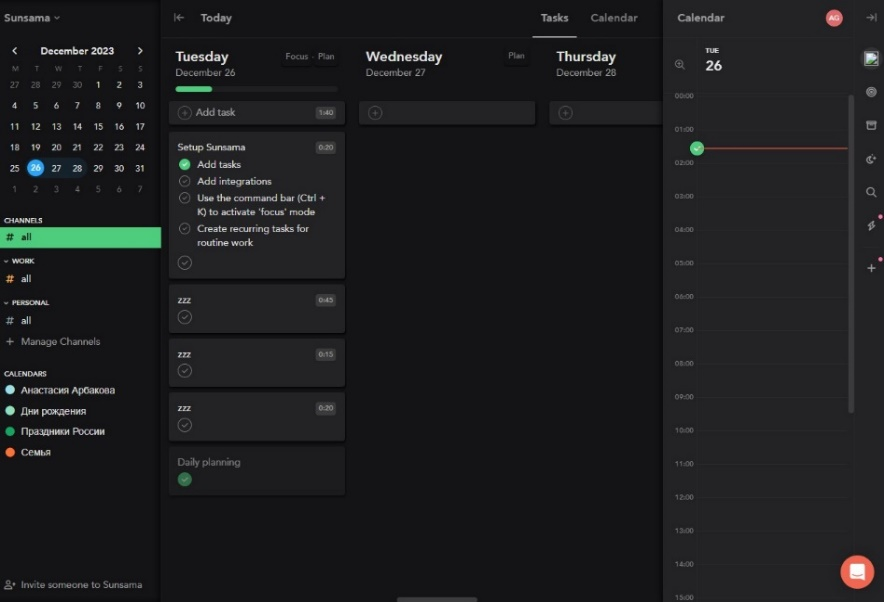 Sunsama
December 2023
M T W T F S S
27 28 29 30 1 2 3
4 5 6 7 8 9 10
11 12 13 14 15 16 17
18 19 20 21 22 23 24
25 26 27 28 29 30 31
1 2 3 4 5 6 7
CHANNELS
# all
WORK
# all
PERSONAL
# all
+ Manage Channels
CALENDARS
Анастасия Арбакова
Дни рождения
Праздники России
Семья
Invite someone to Sunsama
Today
Tasks Calendar
Tuesday
December 26
Focus · Plan
Add task 1:40
Setup Sunsama 0:20
Add tasks
Add integrations
Use the command bar (Ctrl +
K) to activate 'focus' mode
Create recurring tasks for
routine work
zzz 0:45
zzz 0:15
zzz 0:20
Daily planning
Wednesday
December 27
Plan
Thursday
December 28
Calendar
AG
TUE
26
00:00
01:00
02:00
03:00
04:00
05:00
06:00
07:00
08:00
09:00
10:00
11:00
12:00
13:00
14:00
15:00